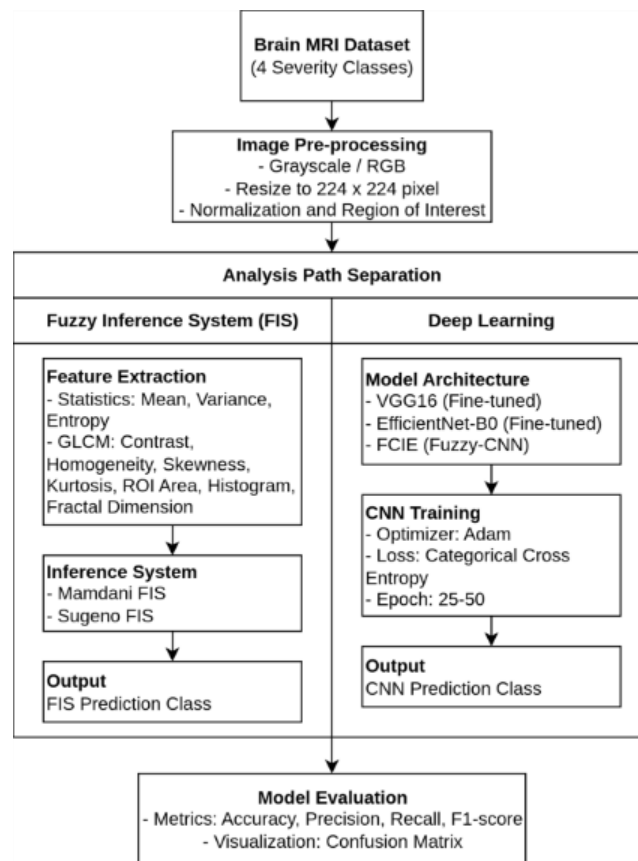 Brain MRI Dataset
(4 Severity Classes)
Image Pre-processing
- Grayscale / RGB
- Resize to 224 x 224 pixel
- Normalization and Region of Interest
Analysis Path Separation
Fuzzy Inference System (FIS)
Feature Extraction
- Statistics: Mean, Variance,
Entropy
- GLCM: Contrast,
Homogeneity, Skewness,
Kurtosis, ROI Area, Histogram,
Fractal Dimension
Inference System
- Mamdani FIS
- Sugeno FIS
Output
FIS Prediction Class
Deep Learning
Model Architecture
- VGG16 (Fine-tuned)
- EfficientNet-B0 (Fine-tuned)
- FCIE (Fuzzy-CNN)
CNN Training
- Optimizer: Adam
- Loss: Categorical Cross
Entropy
- Epoch: 25-50
Output
CNN Prediction Class
Model Evaluation
- Metrics: Accuracy, Precision, Recall, F1-score
- Visualization: Confusion Matrix